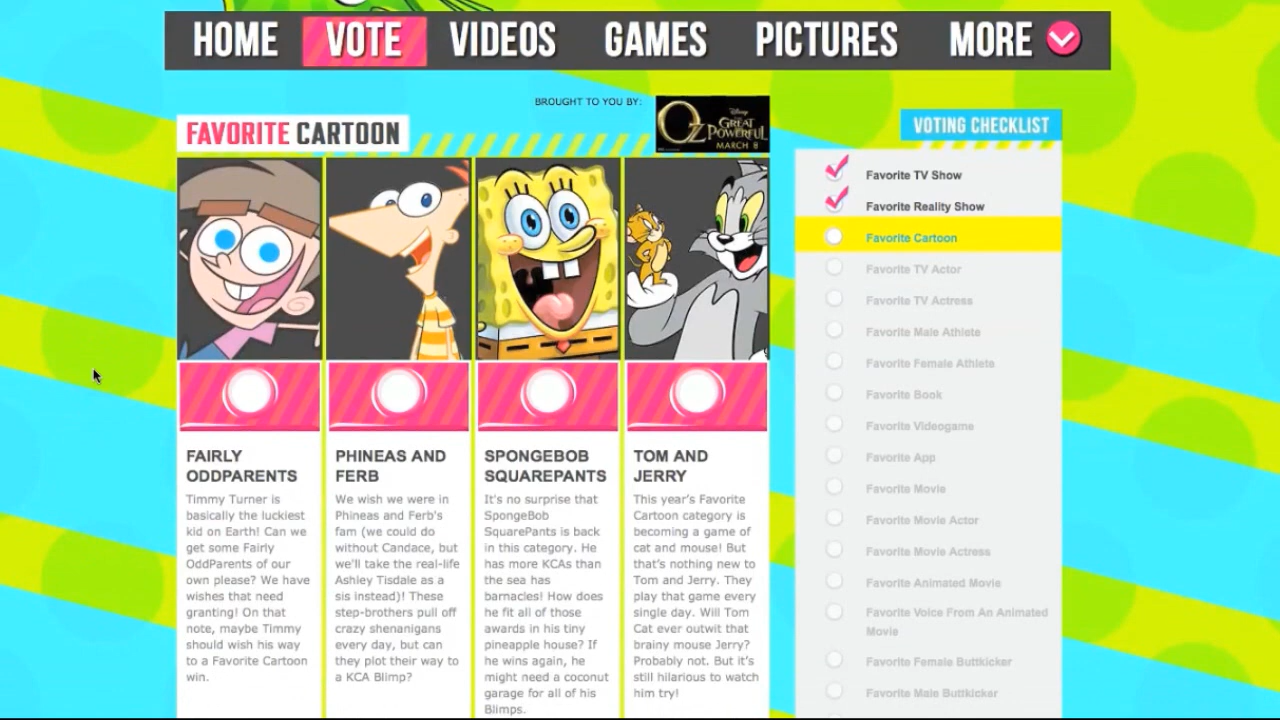 HOME VOTE VIDEOS GAMES PICTURES MORE
BROUGHT TO YOU BY:
Disney
OZ
THE
GREAT
AND
POWERFUL
MARCH 8
FAVORITE CARTOON
FAIRLY
ODDPARENTS
Timmy Turner is
basically the luckiest
kid on Earth! Can we
get some Fairly
OddParents of our
own please? We have
wishes that need
granting! On that
note, maybe Timmy
should wish his way
to a Favorite Cartoon
win.
PHINEAS AND
FERB
We wish we were in
Phineas and Ferb's
fam (we could do
without Candace, but
we'll take the real-life
Ashley Tisdale as a
sis instead)! These
step-brothers pull off
crazy shenanigans
every day, but can
they plot their way to
a KCA Blimp?
SPONGEBOB
SQUAREPANTS
It's no surprise that
SpongeBob
SquarePants is back
in this category. He
has more KCAs than
the sea has
barnacles! How does
he fit all of those
awards in his tiny
pineapple house? If
he wins again, he
might need a coconut
garage for all of his
Blimps.
TOM AND
JERRY
This year's Favorite
Cartoon category is
becoming a game of
cat and mouse! But
that's nothing new to
Tom and Jerry. They
play that game every
single day. Will Tom
Cat ever outwit that
brainy mouse Jerry?
Probably not. But it's
still hilarious to watch
him try!
VOTING CHECKLIST
Favorite TV Show
Favorite Reality Show
Favorite Cartoon
Favorite TV Actor
Favorite TV Actress
Favorite Male Athlete
Favorite Female Athlete
Favorite Book
Favorite Videogame
Favorite App
Favorite Movie
Favorite Movie Actor
Favorite Movie Actress
Favorite Animated Movie
Favorite Voice From An Animated
Movie
Favorite Female Buttkicker
Favorite Male Buttkicker